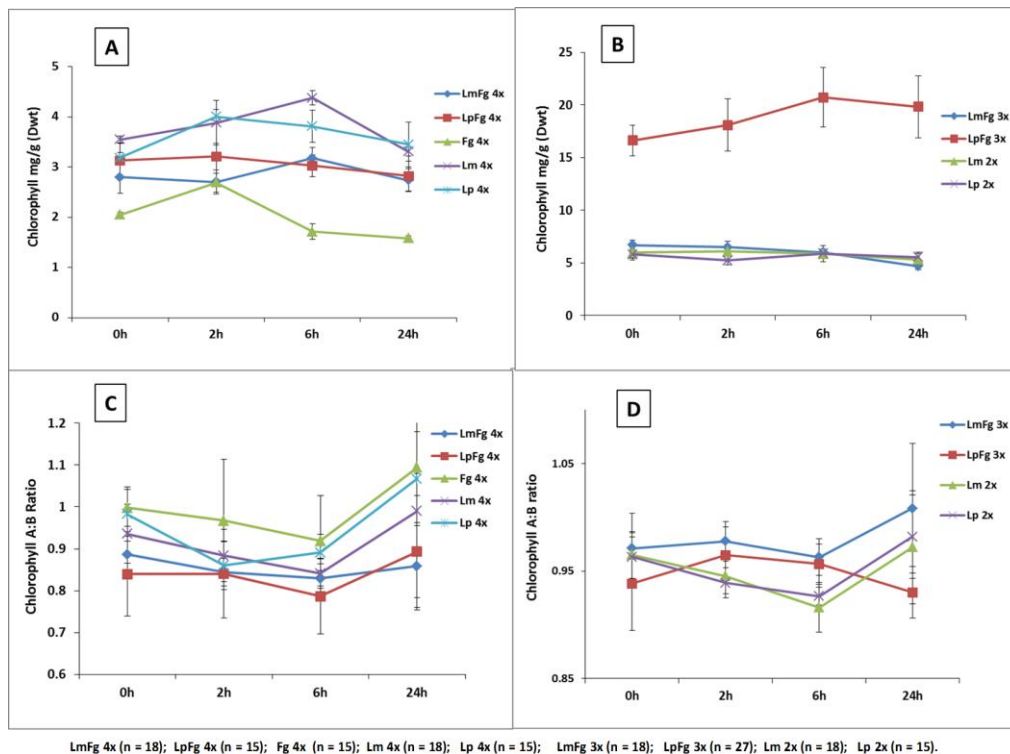 A
Chlorophyll mg/g (Dwt)
5
4
3
2
1
0
0h 2h 6h 24h
LmFg 4x
LpFg 4x
Fg 4x
Lm 4x
Lp 4x
B
Chlorophyll mg/g (Dwt)
25
20
15
10
5
0
0h 2h 6h 24h
LmFg 3x
LpFg 3x
Lm 2x
Lp 2x
C
Chlorophyll A:B Ratio
1.2
1.1
1
0.9
0.8
0.7
0.6
0h 2h 6h 24h
LmFg 4x
LpFg 4x
Fg 4x
Lm 4x
Lp 4x
D
Chlorophyll A:B ratio
1.05
0.95
0.85
0h 2h 6h 24h
LmFg 3x
LpFg 3x
Lm 2x
Lp 2x
LmFg 4x (n = 18); LpFg 4x (n = 15); Fg 4x (n = 15); Lm 4x (n = 18); Lp 4x (n = 15); LmFg 3x (n = 18); LpFg 3x (n = 27); Lm 2x (n = 18); Lp 2x (n = 15).